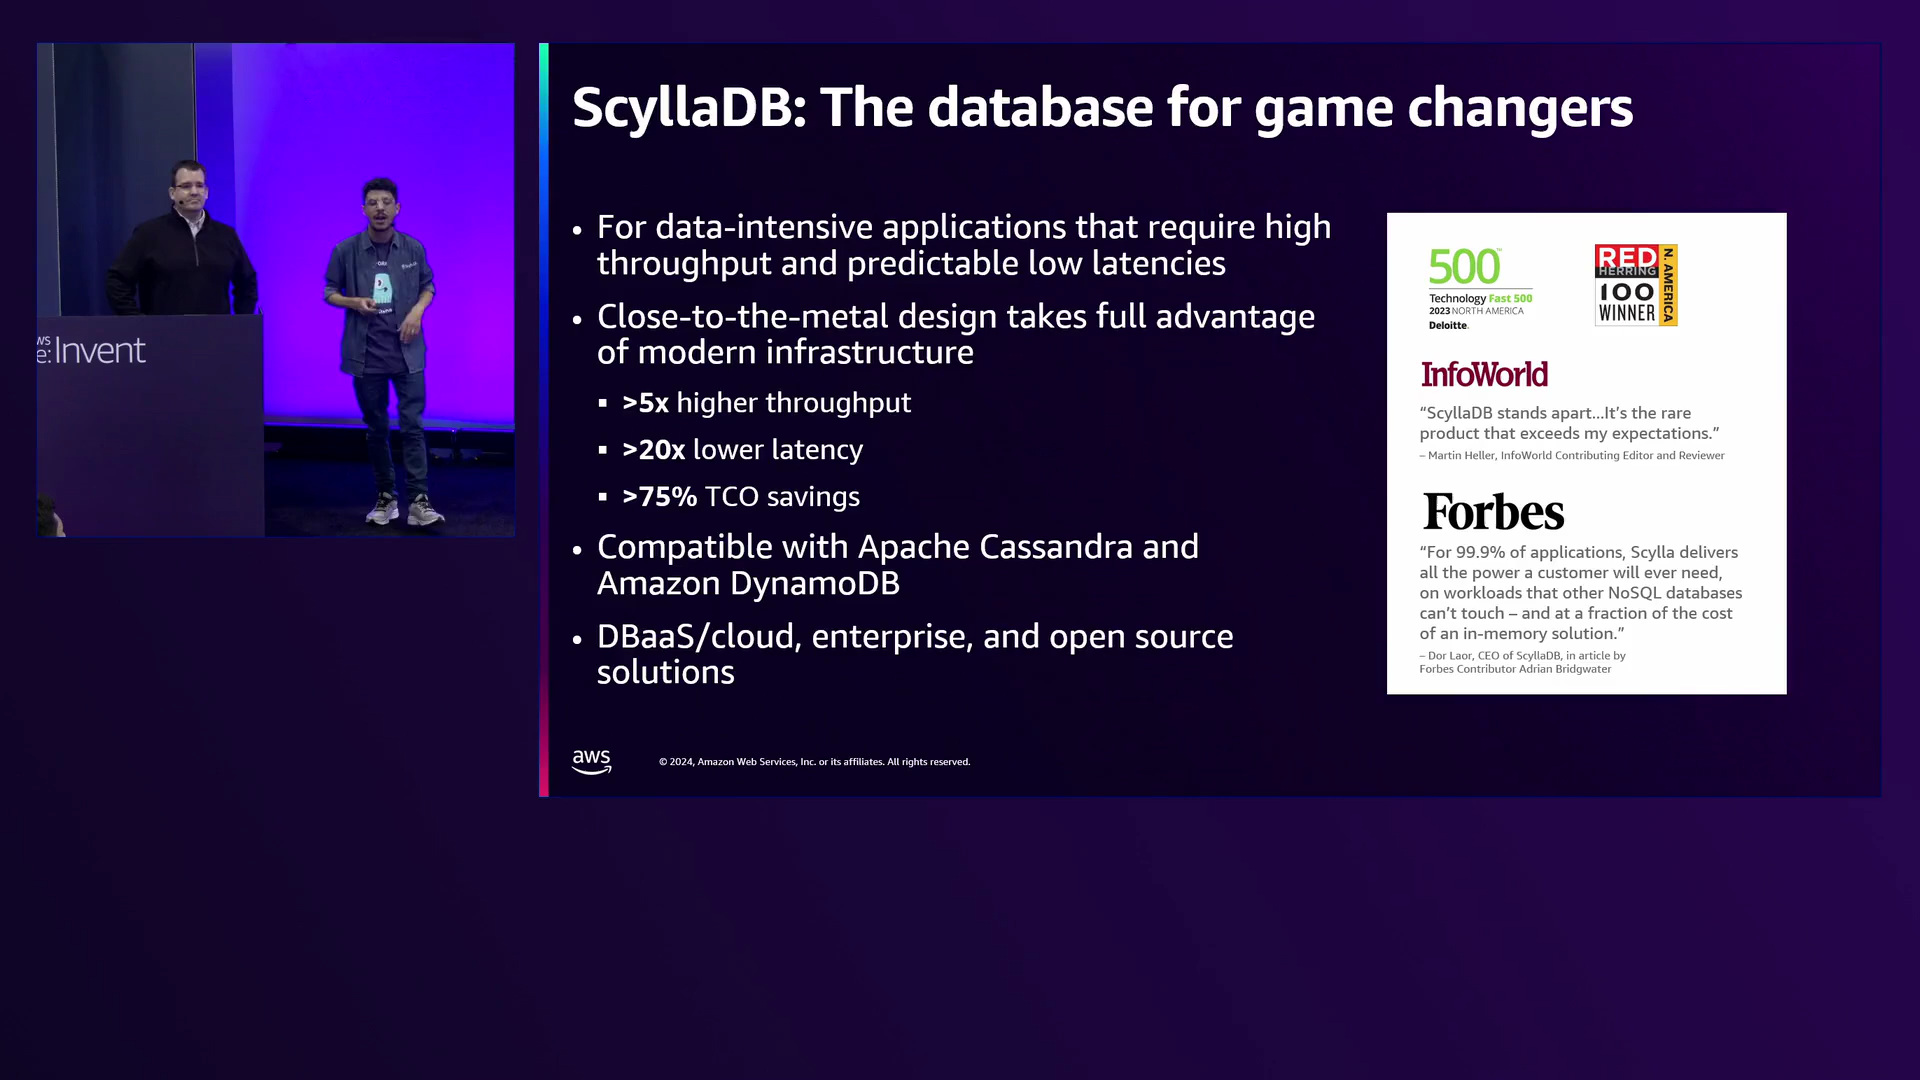 ws
e:Invent
ScyllaDB: The database for game changers
• For data-intensive applications that require high
throughput and predictable low latencies
• Close-to-the-metal design takes full advantage
of modern infrastructure
▪ >5x higher throughput
▪ >20x lower latency
▪ >75% TCO savings
• Compatible with Apache Cassandra and
Amazon DynamoDB
• DBaaS/cloud, enterprise, and open source
solutions
500™
Technology Fast 500
2023 NORTH AMERICA
Deloitte.
RED
HERRING
100
WINNER
N. AMERICA
InfoWorld
“ScyllaDB stands apart...It’s the rare
product that exceeds my expectations.”
– Martin Heller, InfoWorld Contributing Editor and Reviewer
Forbes
“For 99.9% of applications, Scylla delivers
all the power a customer will ever need,
on workloads that other NoSQL databases
can’t touch – and at a fraction of the cost
of an in-memory solution.”
– Dor Laor, CEO of ScyllaDB, in article by
Forbes Contributor Adrian Bridgwater
aws
© 2024, Amazon Web Services, Inc. or its affiliates. All rights reserved.